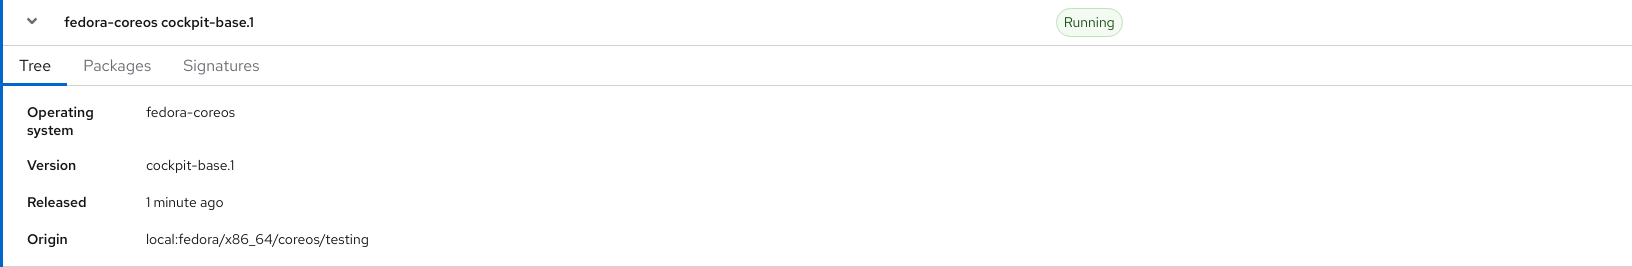 fedora-coreos cockpit-base.1 Running
Tree Packages Signatures
Operating system fedora-coreos
Version cockpit-base.1
Released 1 minute ago
Origin local:fedora/x86_64/coreos/testing